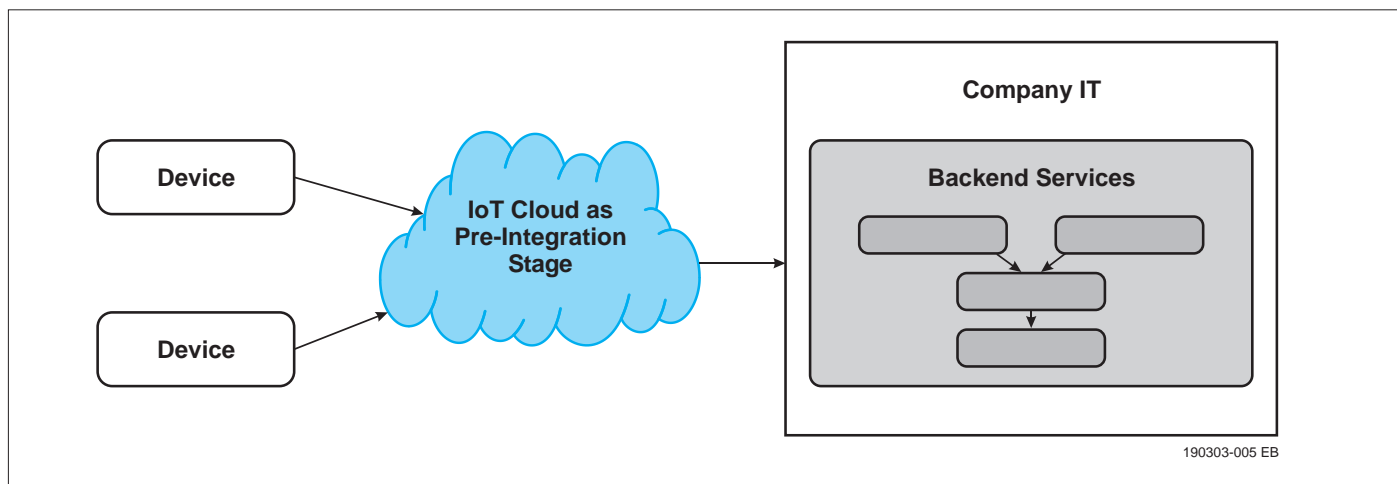 Device
Device
IoT Cloud as
Pre-Integration
Stage
Company IT
Backend Services
190303-005 EB